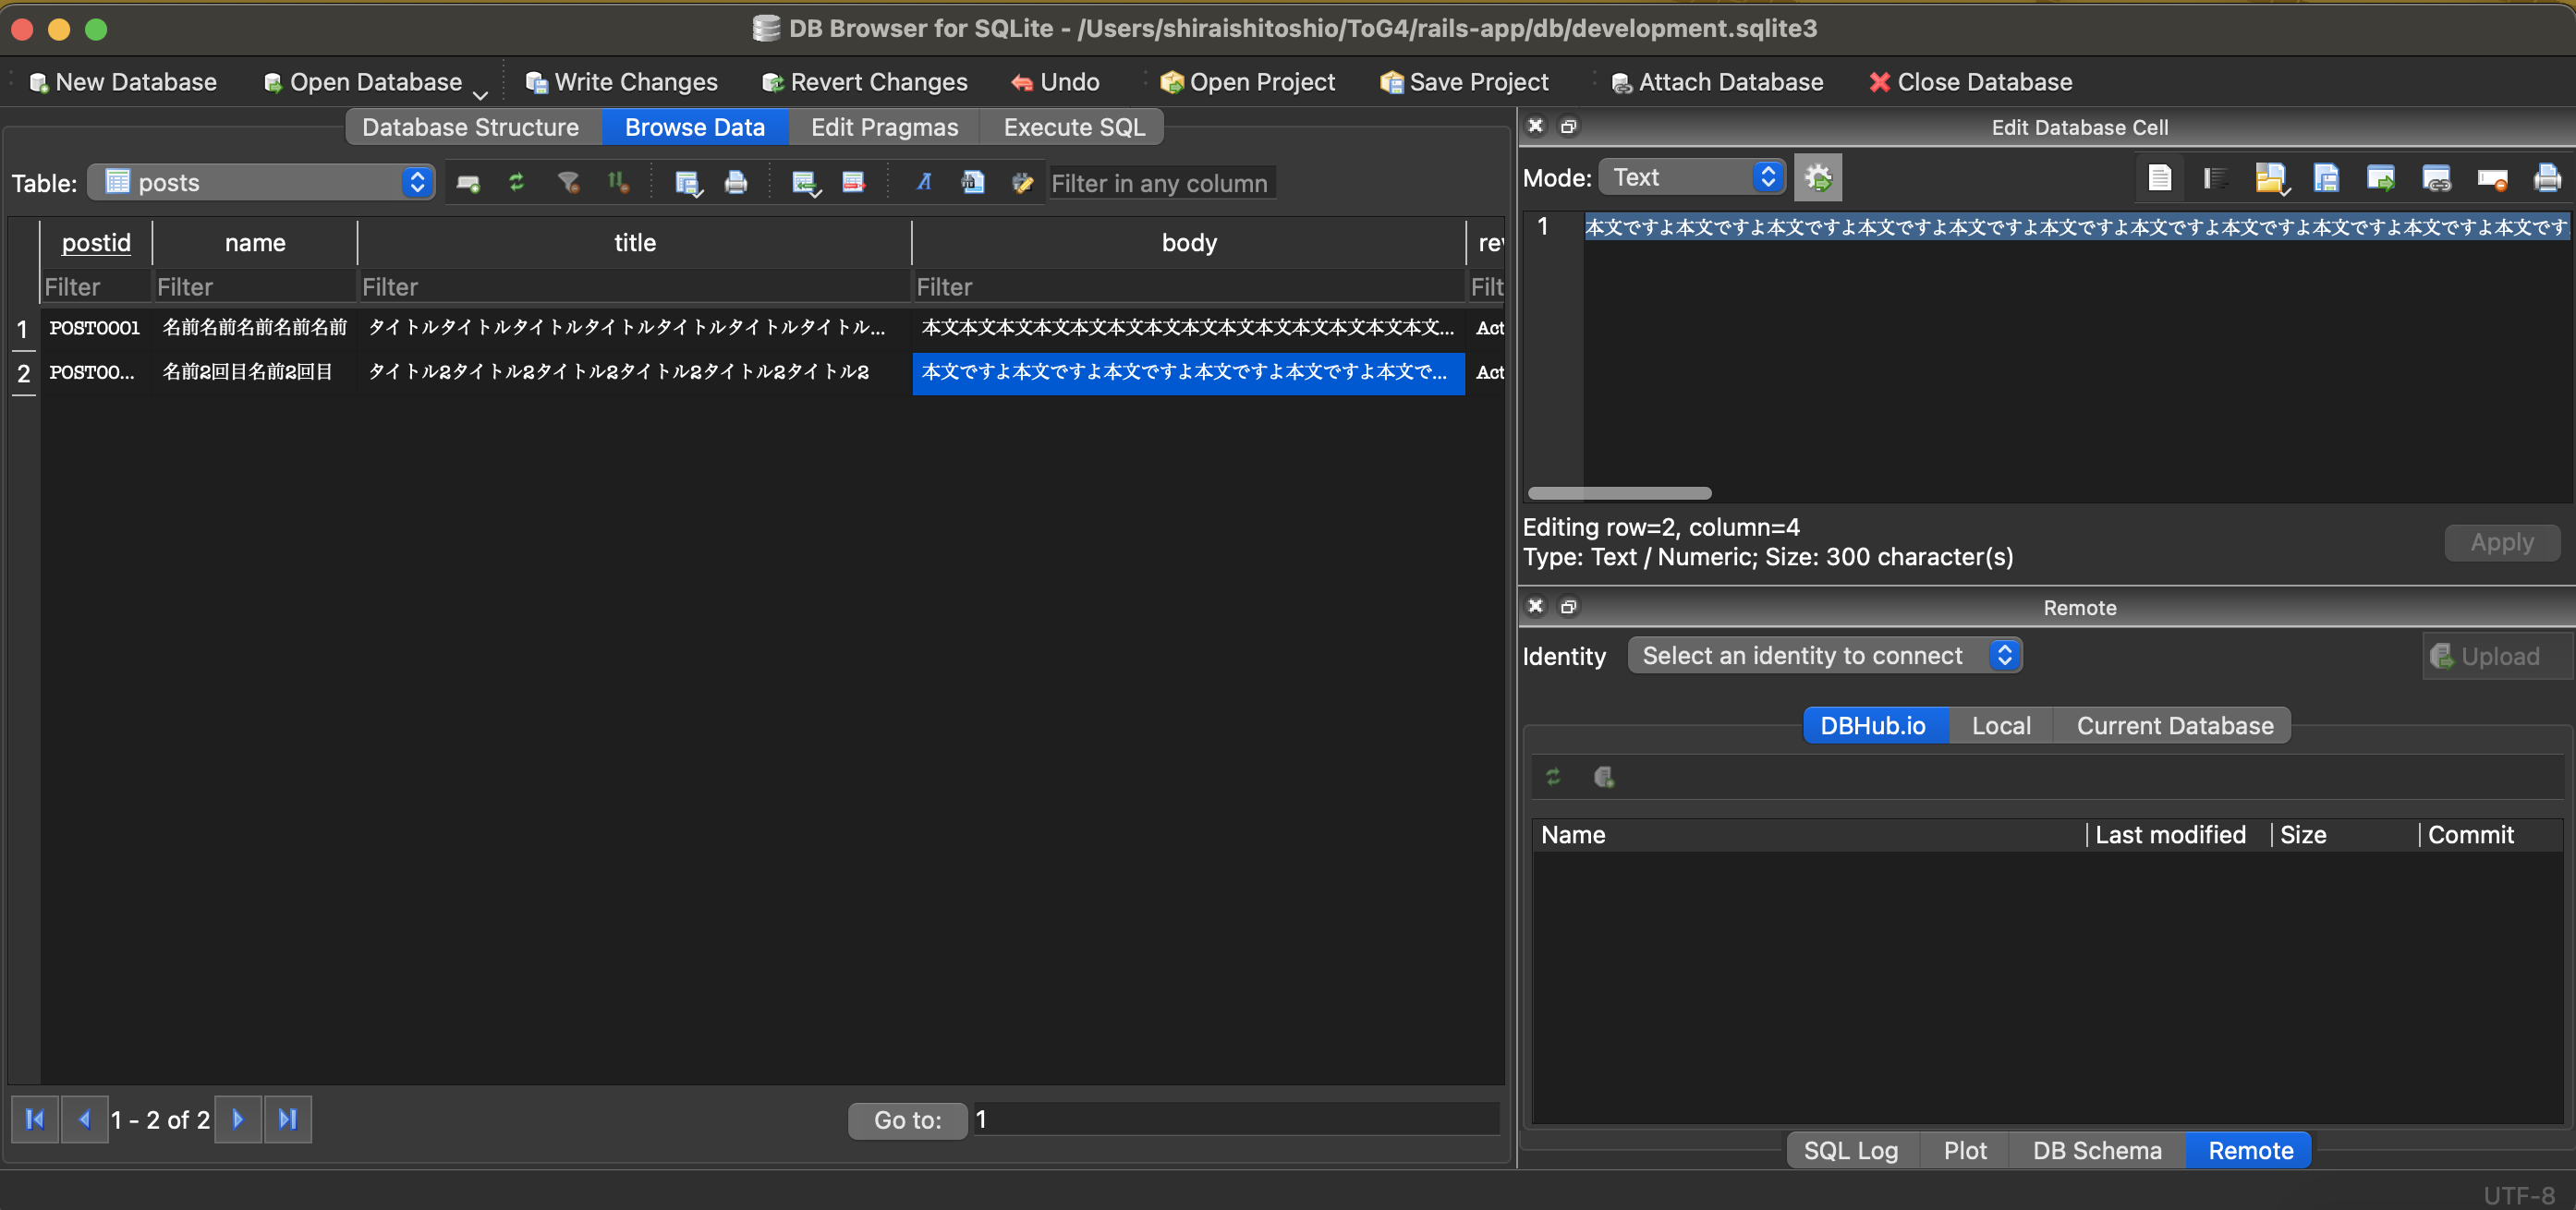 DB Browser for SQLite - /Users/shiraishitoshio/ToG4/rails-app/db/development.sqlite3
New Database Open Database Write Changes Revert Changes Undo Open Project Save Project Attach Database Close Database
Database Structure Browse Data Edit Pragmas Execute SQL
Table: posts Filter in any column
postid name title body rev
Filter Filter Filter Filter Filt
1 POST0001 名前名前名前名前名前 タイトルタイトルタイトルタイトルタイトルタイトルタイトル... 本文本文本文本文本文本文本文本文本文本文本文本文本文本文... Act
2 POST00... 名前2回目名前2回目 タイトル2タイトル2タイトル2タイトル2タイトル2タイトル2 本文ですよ本文ですよ本文ですよ本文ですよ本文ですよ本文で... Act
1 - 2 of 2 Go to: 1
Edit Database Cell
Mode: Text
1 本文ですよ本文ですよ本文ですよ本文ですよ本文ですよ本文ですよ本文ですよ本文ですよ本文ですよ本文ですよ本文です
Editing row=2, column=4
Type: Text / Numeric; Size: 300 character(s)
Apply
Remote
Identity Select an identity to connect Upload
DBHub.io Local Current Database
Name Last modified Size Commit
SQL Log Plot DB Schema Remote
UTF-8